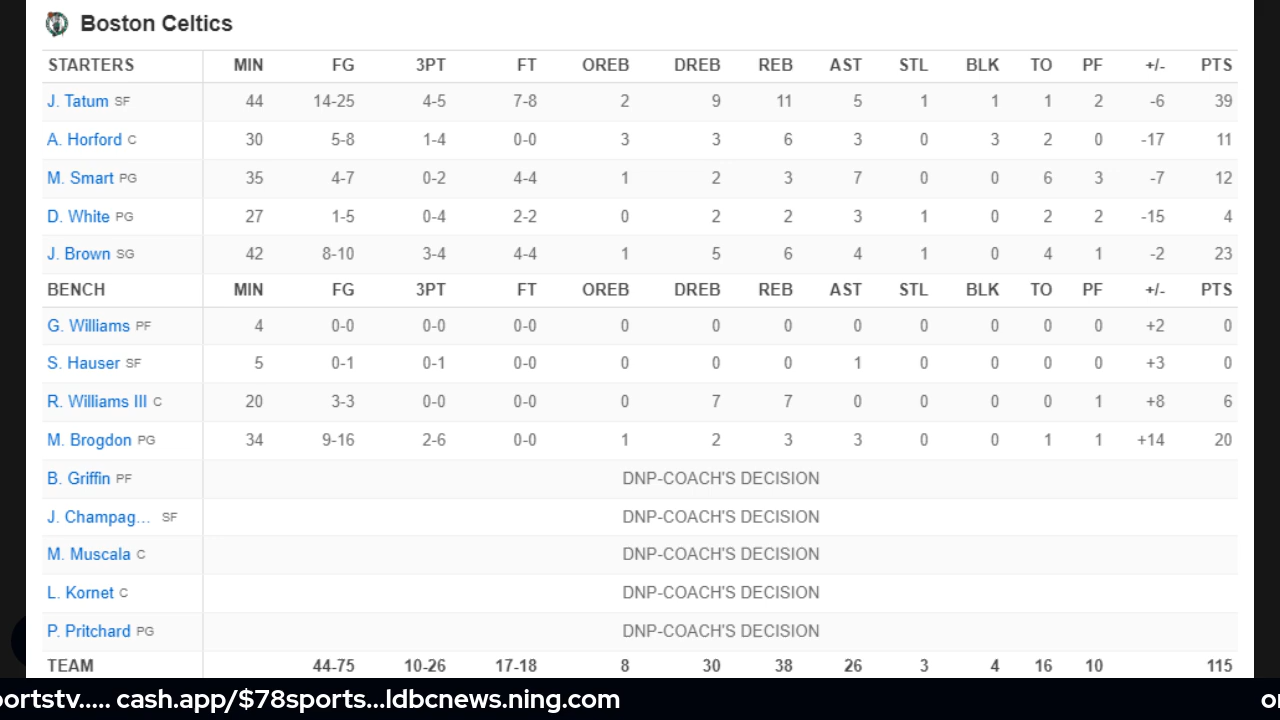 Boston Celtics
STARTERS MIN FG 3PT FT OREB DREB REB AST STL BLK TO PF +/- PTS
J. Tatum SF 44 14-25 4-5 7-8 2 9 11 5 1 1 1 2 -6 39
A. Horford C 30 5-8 1-4 0-0 3 3 6 3 0 3 2 0 -17 11
M. Smart PG 35 4-7 0-2 4-4 1 2 3 7 0 0 6 3 -7 12
D. White PG 27 1-5 0-4 2-2 0 2 2 3 1 0 2 2 -15 4
J. Brown SG 42 8-10 3-4 4-4 1 5 6 4 1 0 4 1 -2 23
BENCH MIN FG 3PT FT OREB DREB REB AST STL BLK TO PF +/- PTS
G. Williams PF 4 0-0 0-0 0-0 0 0 0 0 0 0 0 0 +2 0
S. Hauser SF 5 0-1 0-1 0-0 0 0 0 1 0 0 0 0 +3 0
R. Williams III C 20 3-3 0-0 0-0 0 7 7 0 0 0 0 1 +8 6
M. Brogdon PG 34 9-16 2-6 0-0 1 2 3 3 0 0 1 1 +14 20
B. Griffin PF DNP-COACH'S DECISION
J. Champag... SF DNP-COACH'S DECISION
M. Muscala C DNP-COACH'S DECISION
L. Kornet C DNP-COACH'S DECISION
P. Pritchard PG DNP-COACH'S DECISION
TEAM 44-75 10-26 17-18 8 30 38 26 3 4 16 10 115
ortstv..... cash.app/$78sports...ldbcnews.ning.com o